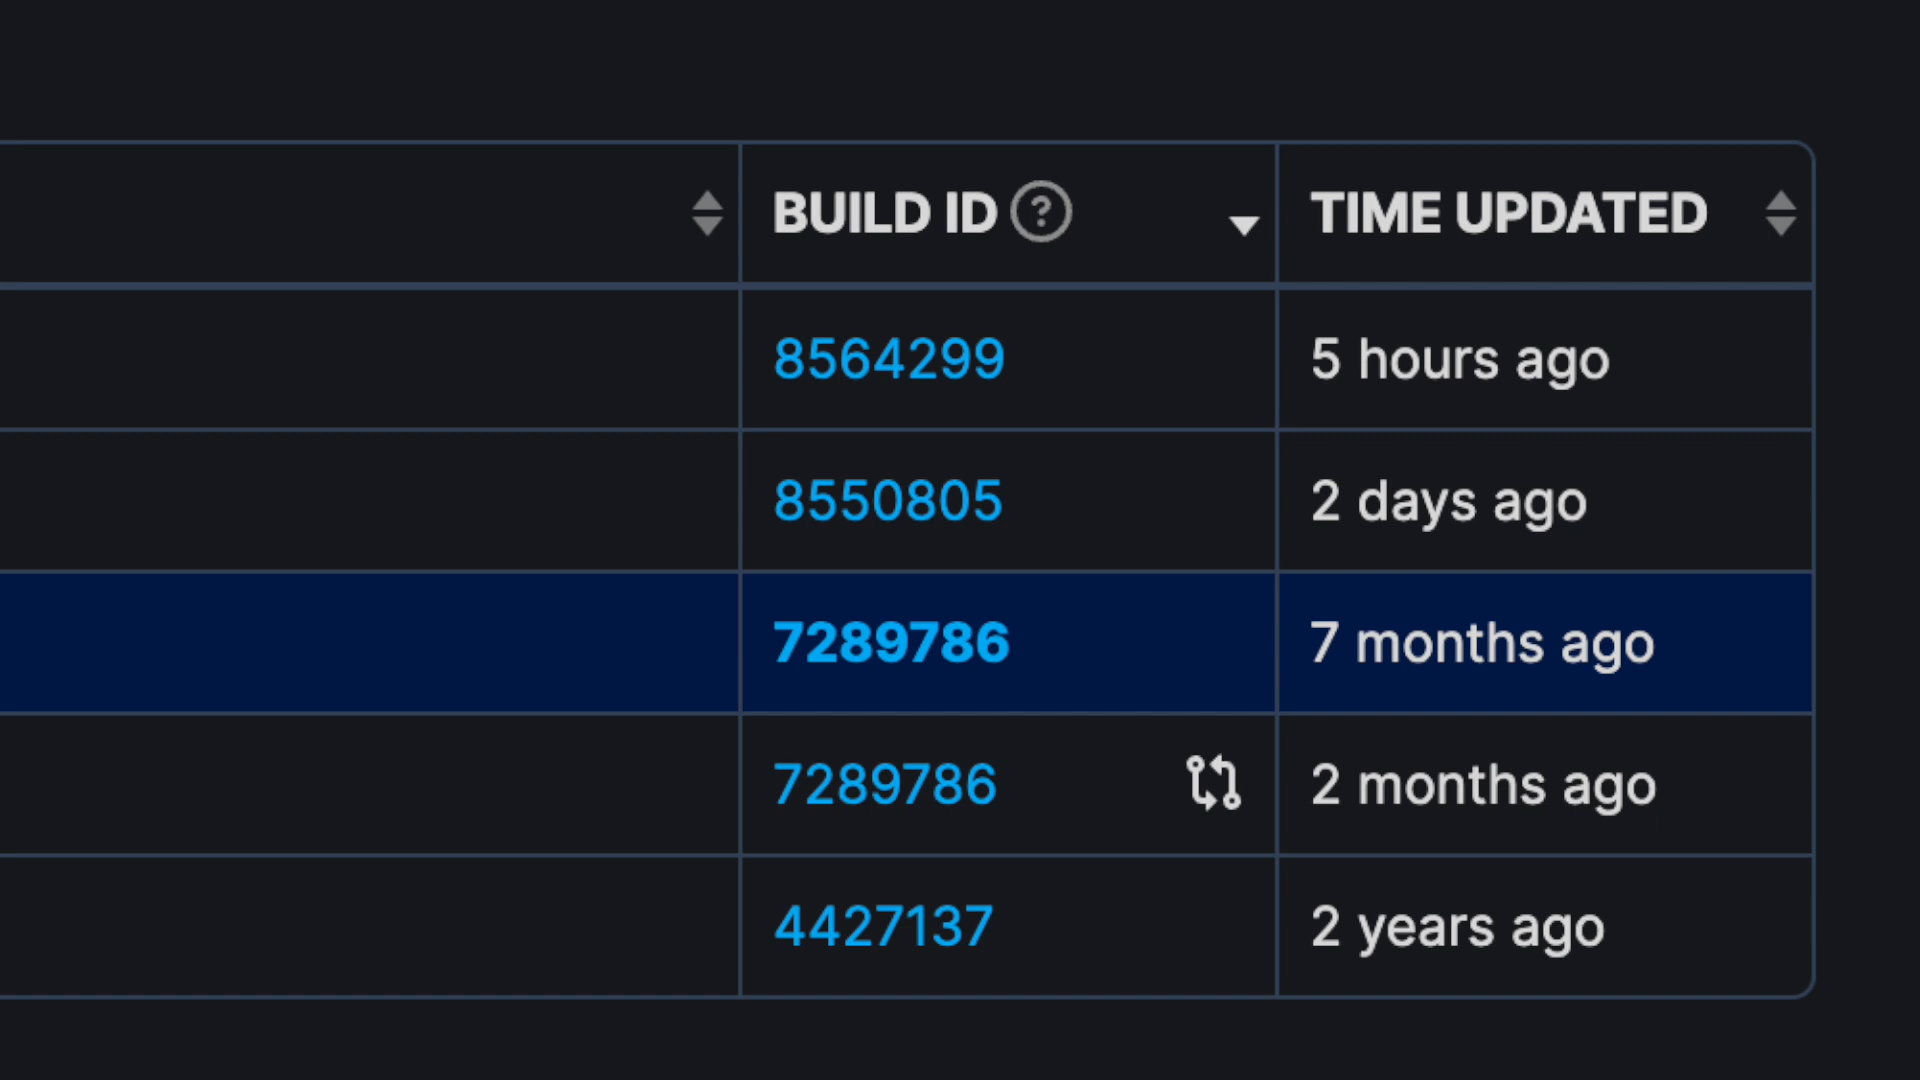 BUILD ID ? TIME UPDATED
8564299 5 hours ago
8550805 2 days ago
7289786 7 months ago
7289786 2 months ago
4427137 2 years ago